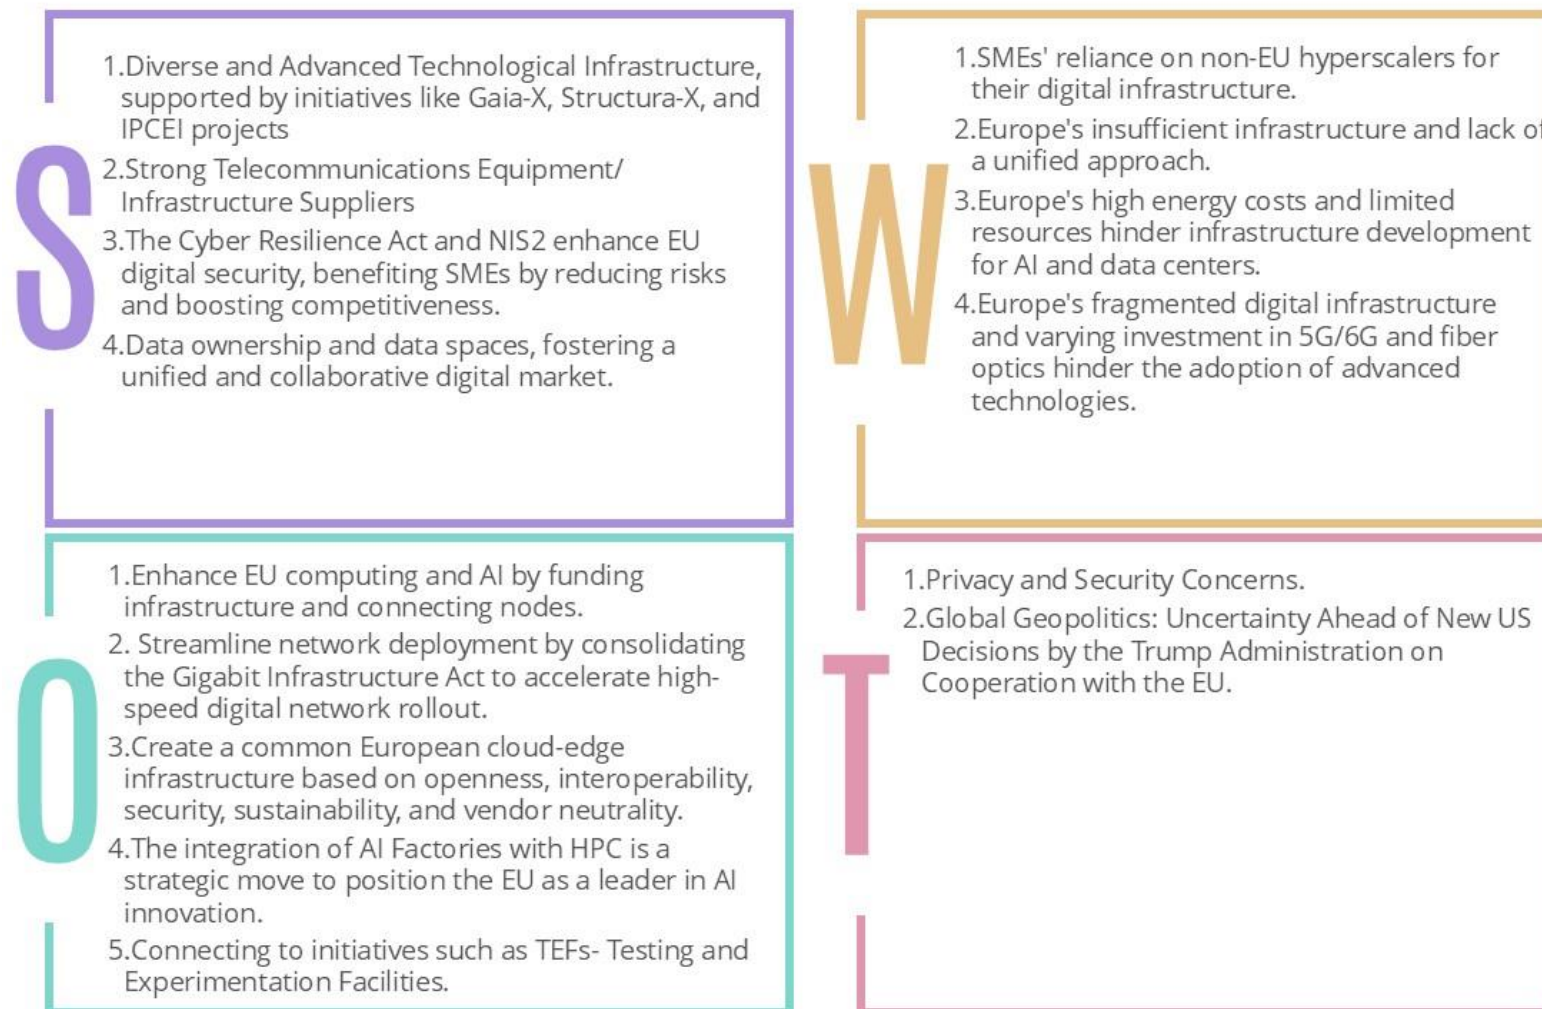 S
1.Diverse and Advanced Technological Infrastructure,
supported by initiatives like Gaia-X, Structura-X, and
IPCEI projects
2.Strong Telecommunications Equipment/
Infrastructure Suppliers
3.The Cyber Resilience Act and NIS2 enhance EU
digital security, benefiting SMEs by reducing risks
and boosting competitiveness.
4.Data ownership and data spaces, fostering a
unified and collaborative digital market.
W
1.SMEs' reliance on non-EU hyperscalers for
their digital infrastructure.
2.Europe's insufficient infrastructure and lack of
a unified approach.
3.Europe's high energy costs and limited
resources hinder infrastructure development
for AI and data centers.
4.Europe's fragmented digital infrastructure
and varying investment in 5G/6G and fiber
optics hinder the adoption of advanced
technologies.
O
1.Enhance EU computing and AI by funding
infrastructure and connecting nodes.
2. Streamline network deployment by consolidating
the Gigabit Infrastructure Act to accelerate high-
speed digital network rollout.
3.Create a common European cloud-edge
infrastructure based on openness, interoperability,
security, sustainability, and vendor neutrality.
4.The integration of AI Factories with HPC is a
strategic move to position the EU as a leader in AI
innovation.
5.Connecting to initiatives such as TEFs- Testing and
Experimentation Facilities.
T
1.Privacy and Security Concerns.
2.Global Geopolitics: Uncertainty Ahead of New US
Decisions by the Trump Administration on
Cooperation with the EU.